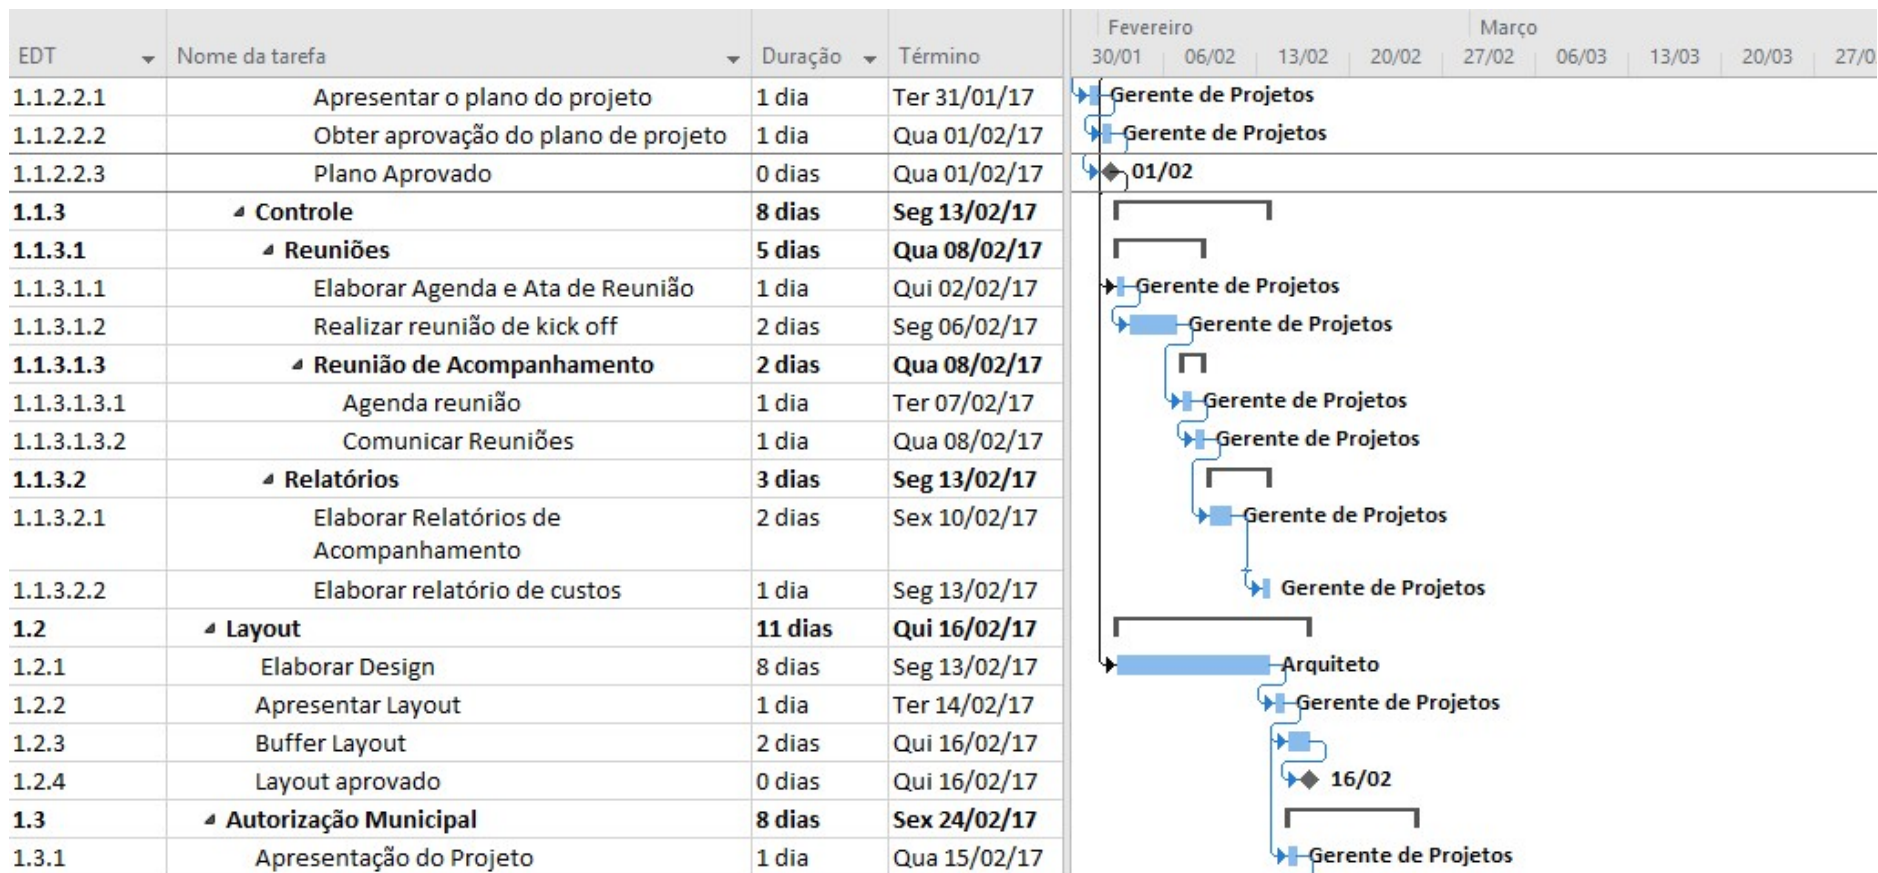 Fevereiro Março
EDT Nome da tarefa Duração Término 30/01 06/02 13/02 20/02 27/02 06/03 13/03 20/03 27/0
1.1.2.2.1 Apresentar o plano do projeto 1 dia Ter 31/01/17 Gerente de Projetos
1.1.2.2.2 Obter aprovação do plano de projeto 1 dia Qua 01/02/17 Gerente de Projetos
1.1.2.2.3 Plano Aprovado 0 dias Qua 01/02/17 01/02
1.1.3 Controle 8 dias Seg 13/02/17
1.1.3.1 Reuniões 5 dias Qua 08/02/17
1.1.3.1.1 Elaborar Agenda e Ata de Reunião 1 dia Qui 02/02/17 Gerente de Projetos
1.1.3.1.2 Realizar reunião de kick off 2 dias Seg 06/02/17 Gerente de Projetos
1.1.3.1.3 Reunião de Acompanhamento 2 dias Qua 08/02/17
1.1.3.1.3.1 Agenda reunião 1 dia Ter 07/02/17 Gerente de Projetos
1.1.3.1.3.2 Comunicar Reuniões 1 dia Qua 08/02/17 Gerente de Projetos
1.1.3.2 Relatórios 3 dias Seg 13/02/17
1.1.3.2.1 Elaborar Relatórios de 2 dias Sex 10/02/17 Gerente de Projetos
Acompanhamento
1.1.3.2.2 Elaborar relatório de custos 1 dia Seg 13/02/17 Gerente de Projetos
1.2 Layout 11 dias Qui 16/02/17
1.2.1 Elaborar Design 8 dias Seg 13/02/17 Arquiteto
1.2.2 Apresentar Layout 1 dia Ter 14/02/17 Gerente de Projetos
1.2.3 Buffer Layout 2 dias Qui 16/02/17
1.2.4 Layout aprovado 0 dias Qui 16/02/17 16/02
1.3 Autorização Municipal 8 dias Sex 24/02/17
1.3.1 Apresentação do Projeto 1 dia Qua 15/02/17 Gerente de Projetos